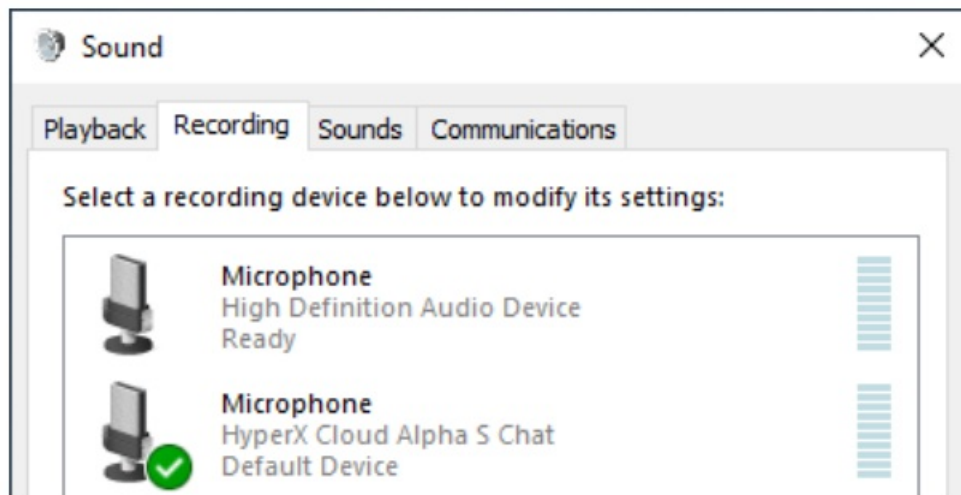 Sound
Playback Recording Sounds Communications
Select a recording device below to modify its settings:
Microphone
High Definition Audio Device
Ready
Microphone
HyperX Cloud Alpha S Chat
Default Device